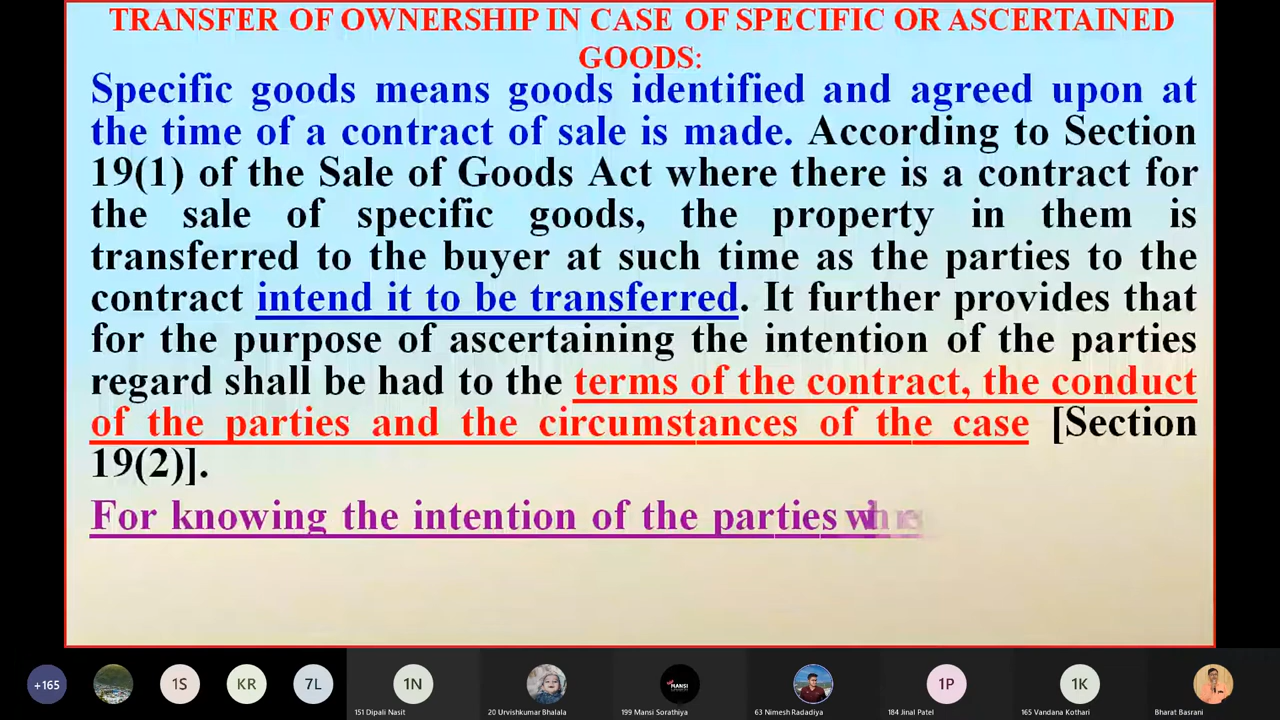 TRANSFER OF OWNERSHIP IN CASE OF SPECIFIC OR ASCERTAINED
GOODS:
Specific goods means goods identified and agreed upon at
the time of a contract of sale is made. According to Section
19(1) of the Sale of Goods Act where there is a contract for
the sale of specific goods, the property in them is
transferred to the buyer at such time as the parties to the
contract intend it to be transferred. It further provides that
for the purpose of ascertaining the intention of the parties
regard shall be had to the terms of the contract, the conduct
of the parties and the circumstances of the case [Section
19(2)].
For knowing the intention of the parties
+165
1S
KR
7L
1N
MANSI
1P
1K
151 Dipali Nasit
20 Urvishkumar Bhalala
199 Mansi Sorathiya
63 Nimesh Radadiya
184 Jinal Patel
165 Vandana Kothari
Bharat Basrani